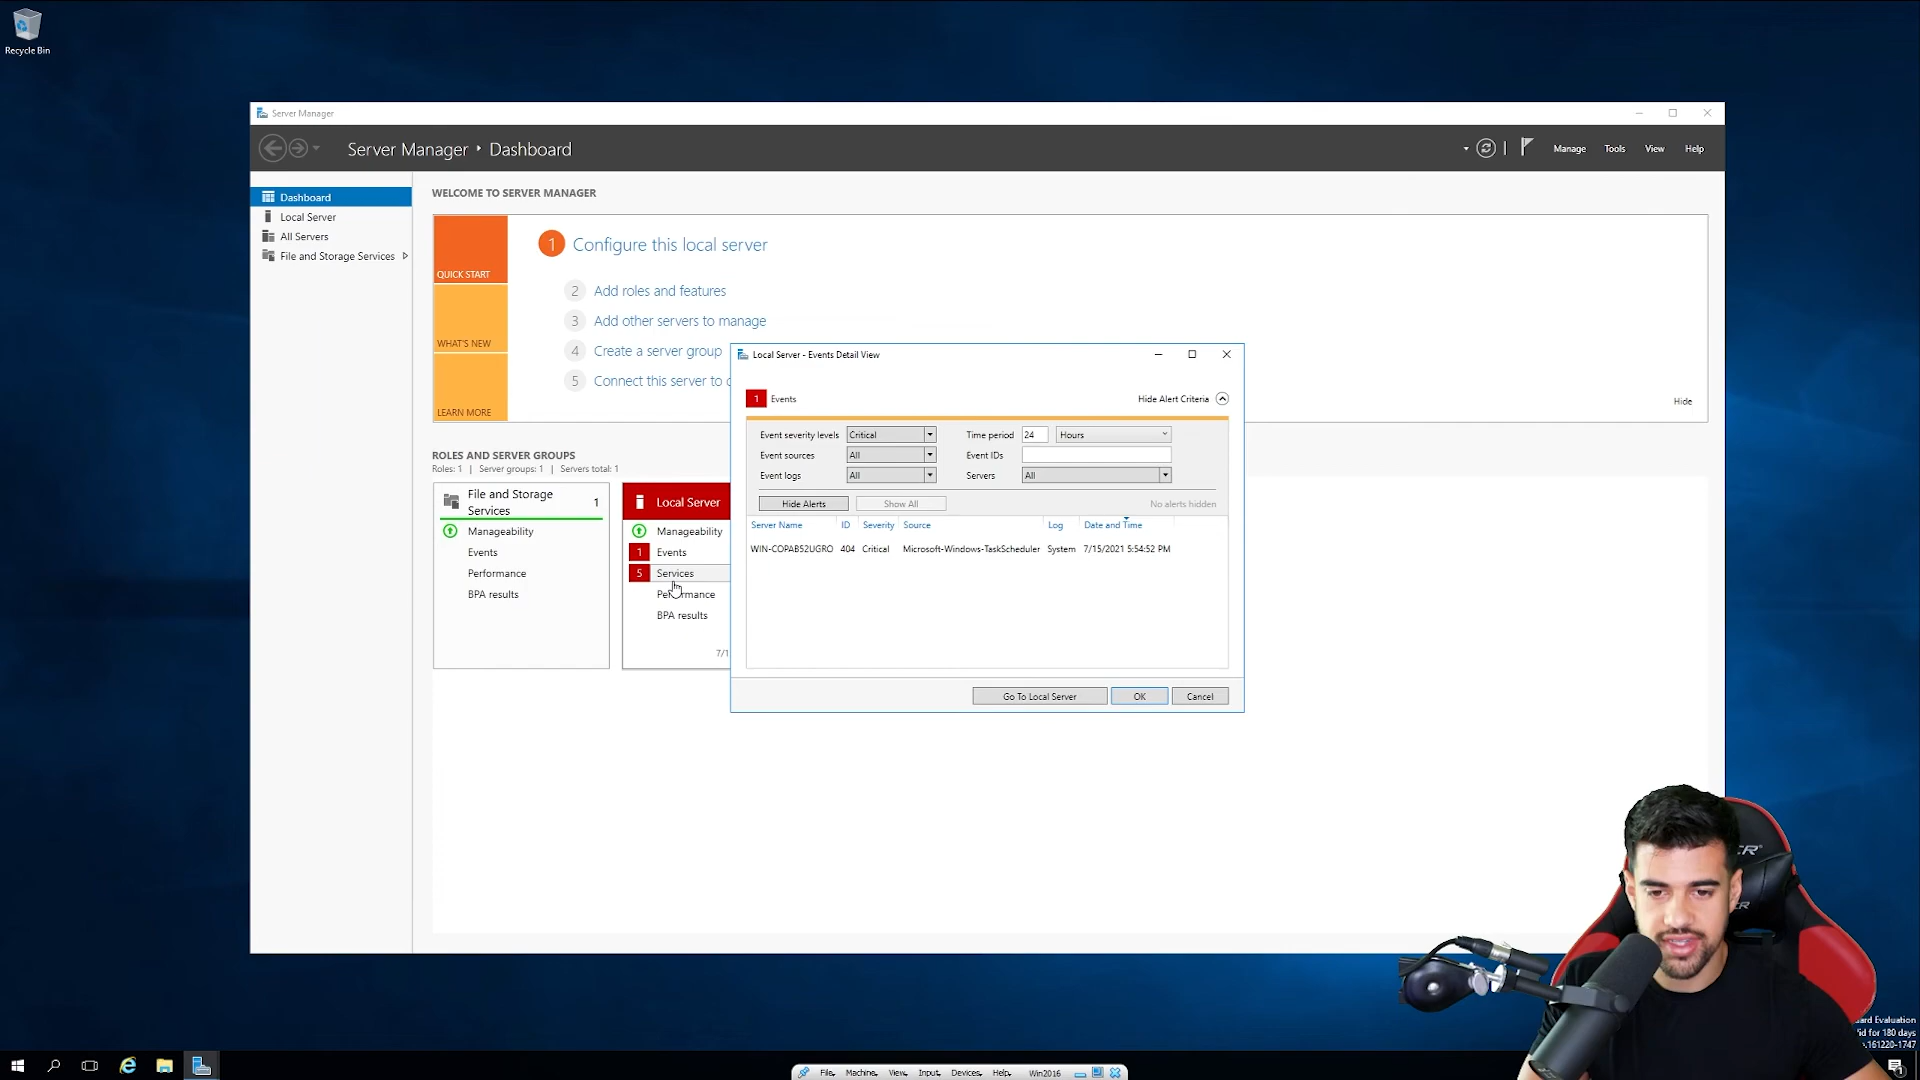 Recycle Bin
Server Manager
Server Manager • Dashboard
Manage Tools View Help
Dashboard
Local Server
All Servers
File and Storage Services
WELCOME TO SERVER MANAGER
QUICK START
WHAT'S NEW
LEARN MORE
1 Configure this local server
2 Add roles and features
3 Add other servers to manage
4 Create a server group
5 Connect this server to
Hide
ROLES AND SERVER GROUPS
Roles: 1 | Server groups: 1 | Servers total: 1
File and Storage
Services
1
Manageability
Events
Performance
BPA results
Local Server
Manageability
1 Events
5 Services
BPA results
7/1
Local Server - Events Detail View
1 Events
Hide Alert Criteria
Event severity levels Critical Time period 24 Hours
Event sources All Event IDs
Event logs All Servers All
Hide Alerts Show All No alerts hidden
Server Name ID Severity Source Log Date and Time
WIN-COPAB52UGRO 404 Critical Microsoft-Windows-TaskScheduler System 7/15/2021 5:54:52 PM
Go To Local Server OK Cancel
Evaluation
for 180 days
.161220-1747
File Machine View Input Devices Help Win2016